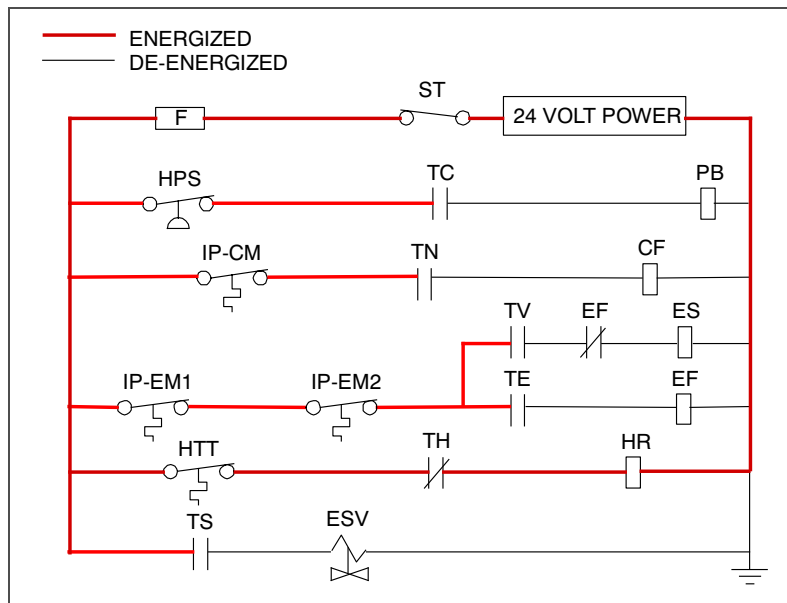 ENERGIZED
DE-ENERGIZED
ST
F
24 VOLT POWER
HPS
TC
PB
IP-CM
TN
CF
TV
EF
ES
IP-EM1
IP-EM2
TE
EF
HTT
TH
HR
TS
ESV